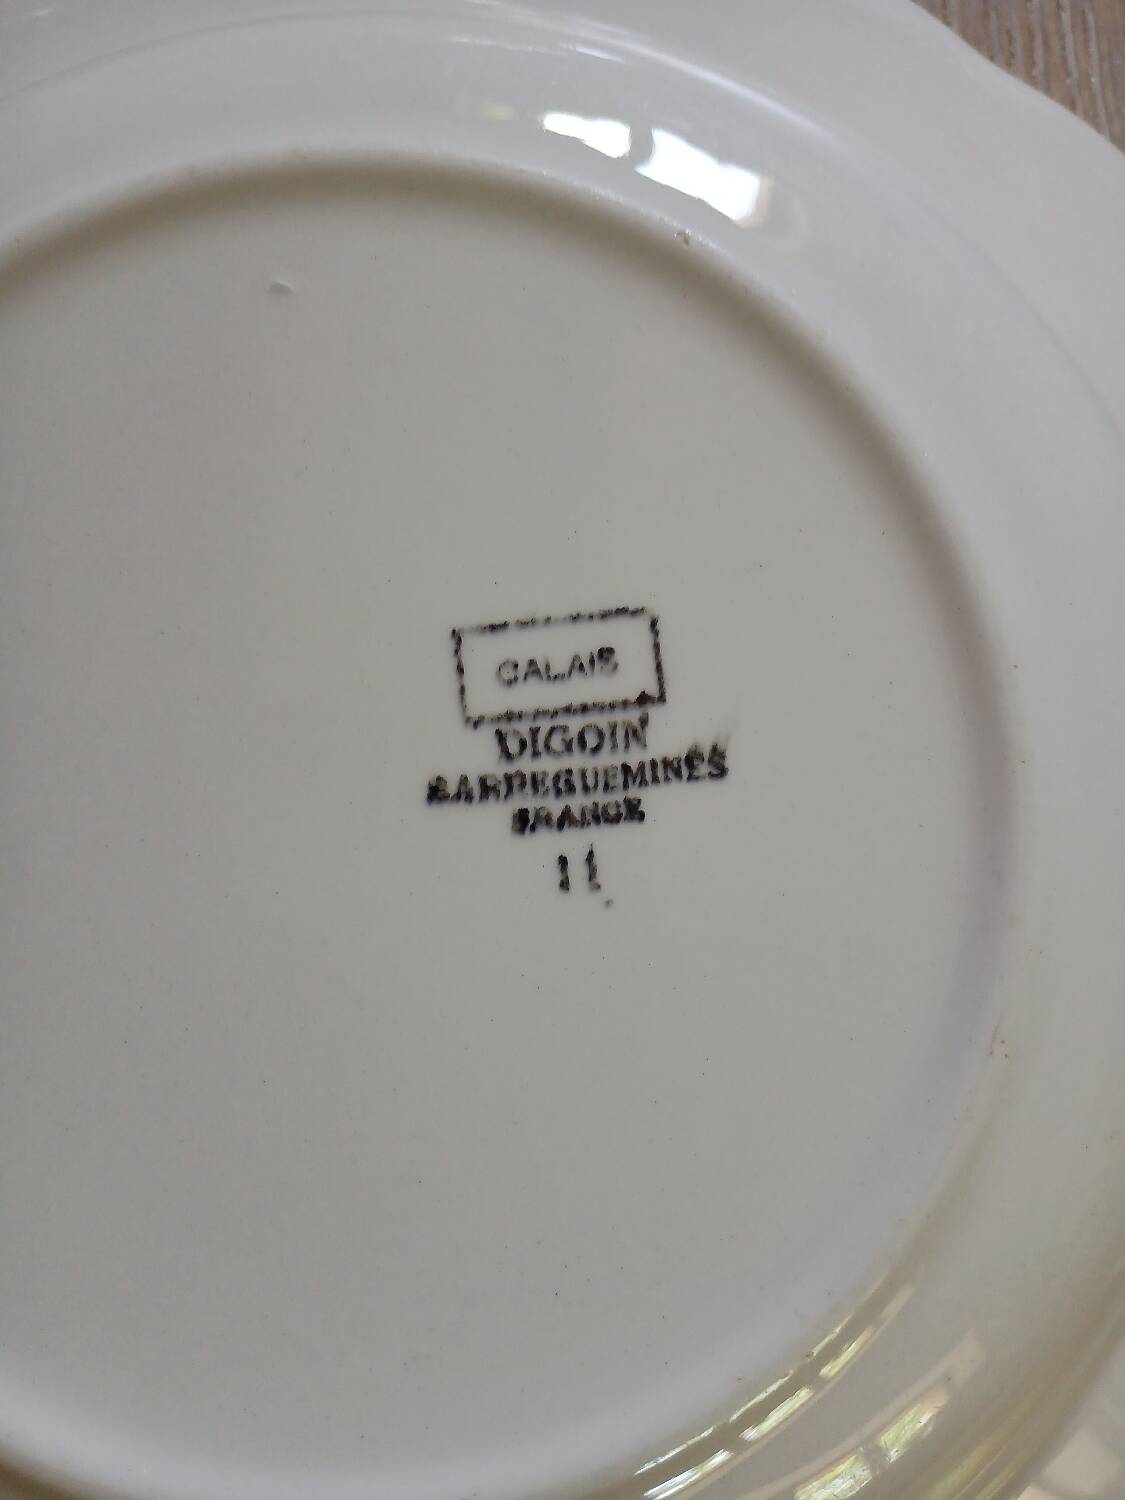 CALAIS
DIGOIN
SARREGUEMINES
FRANCE
11